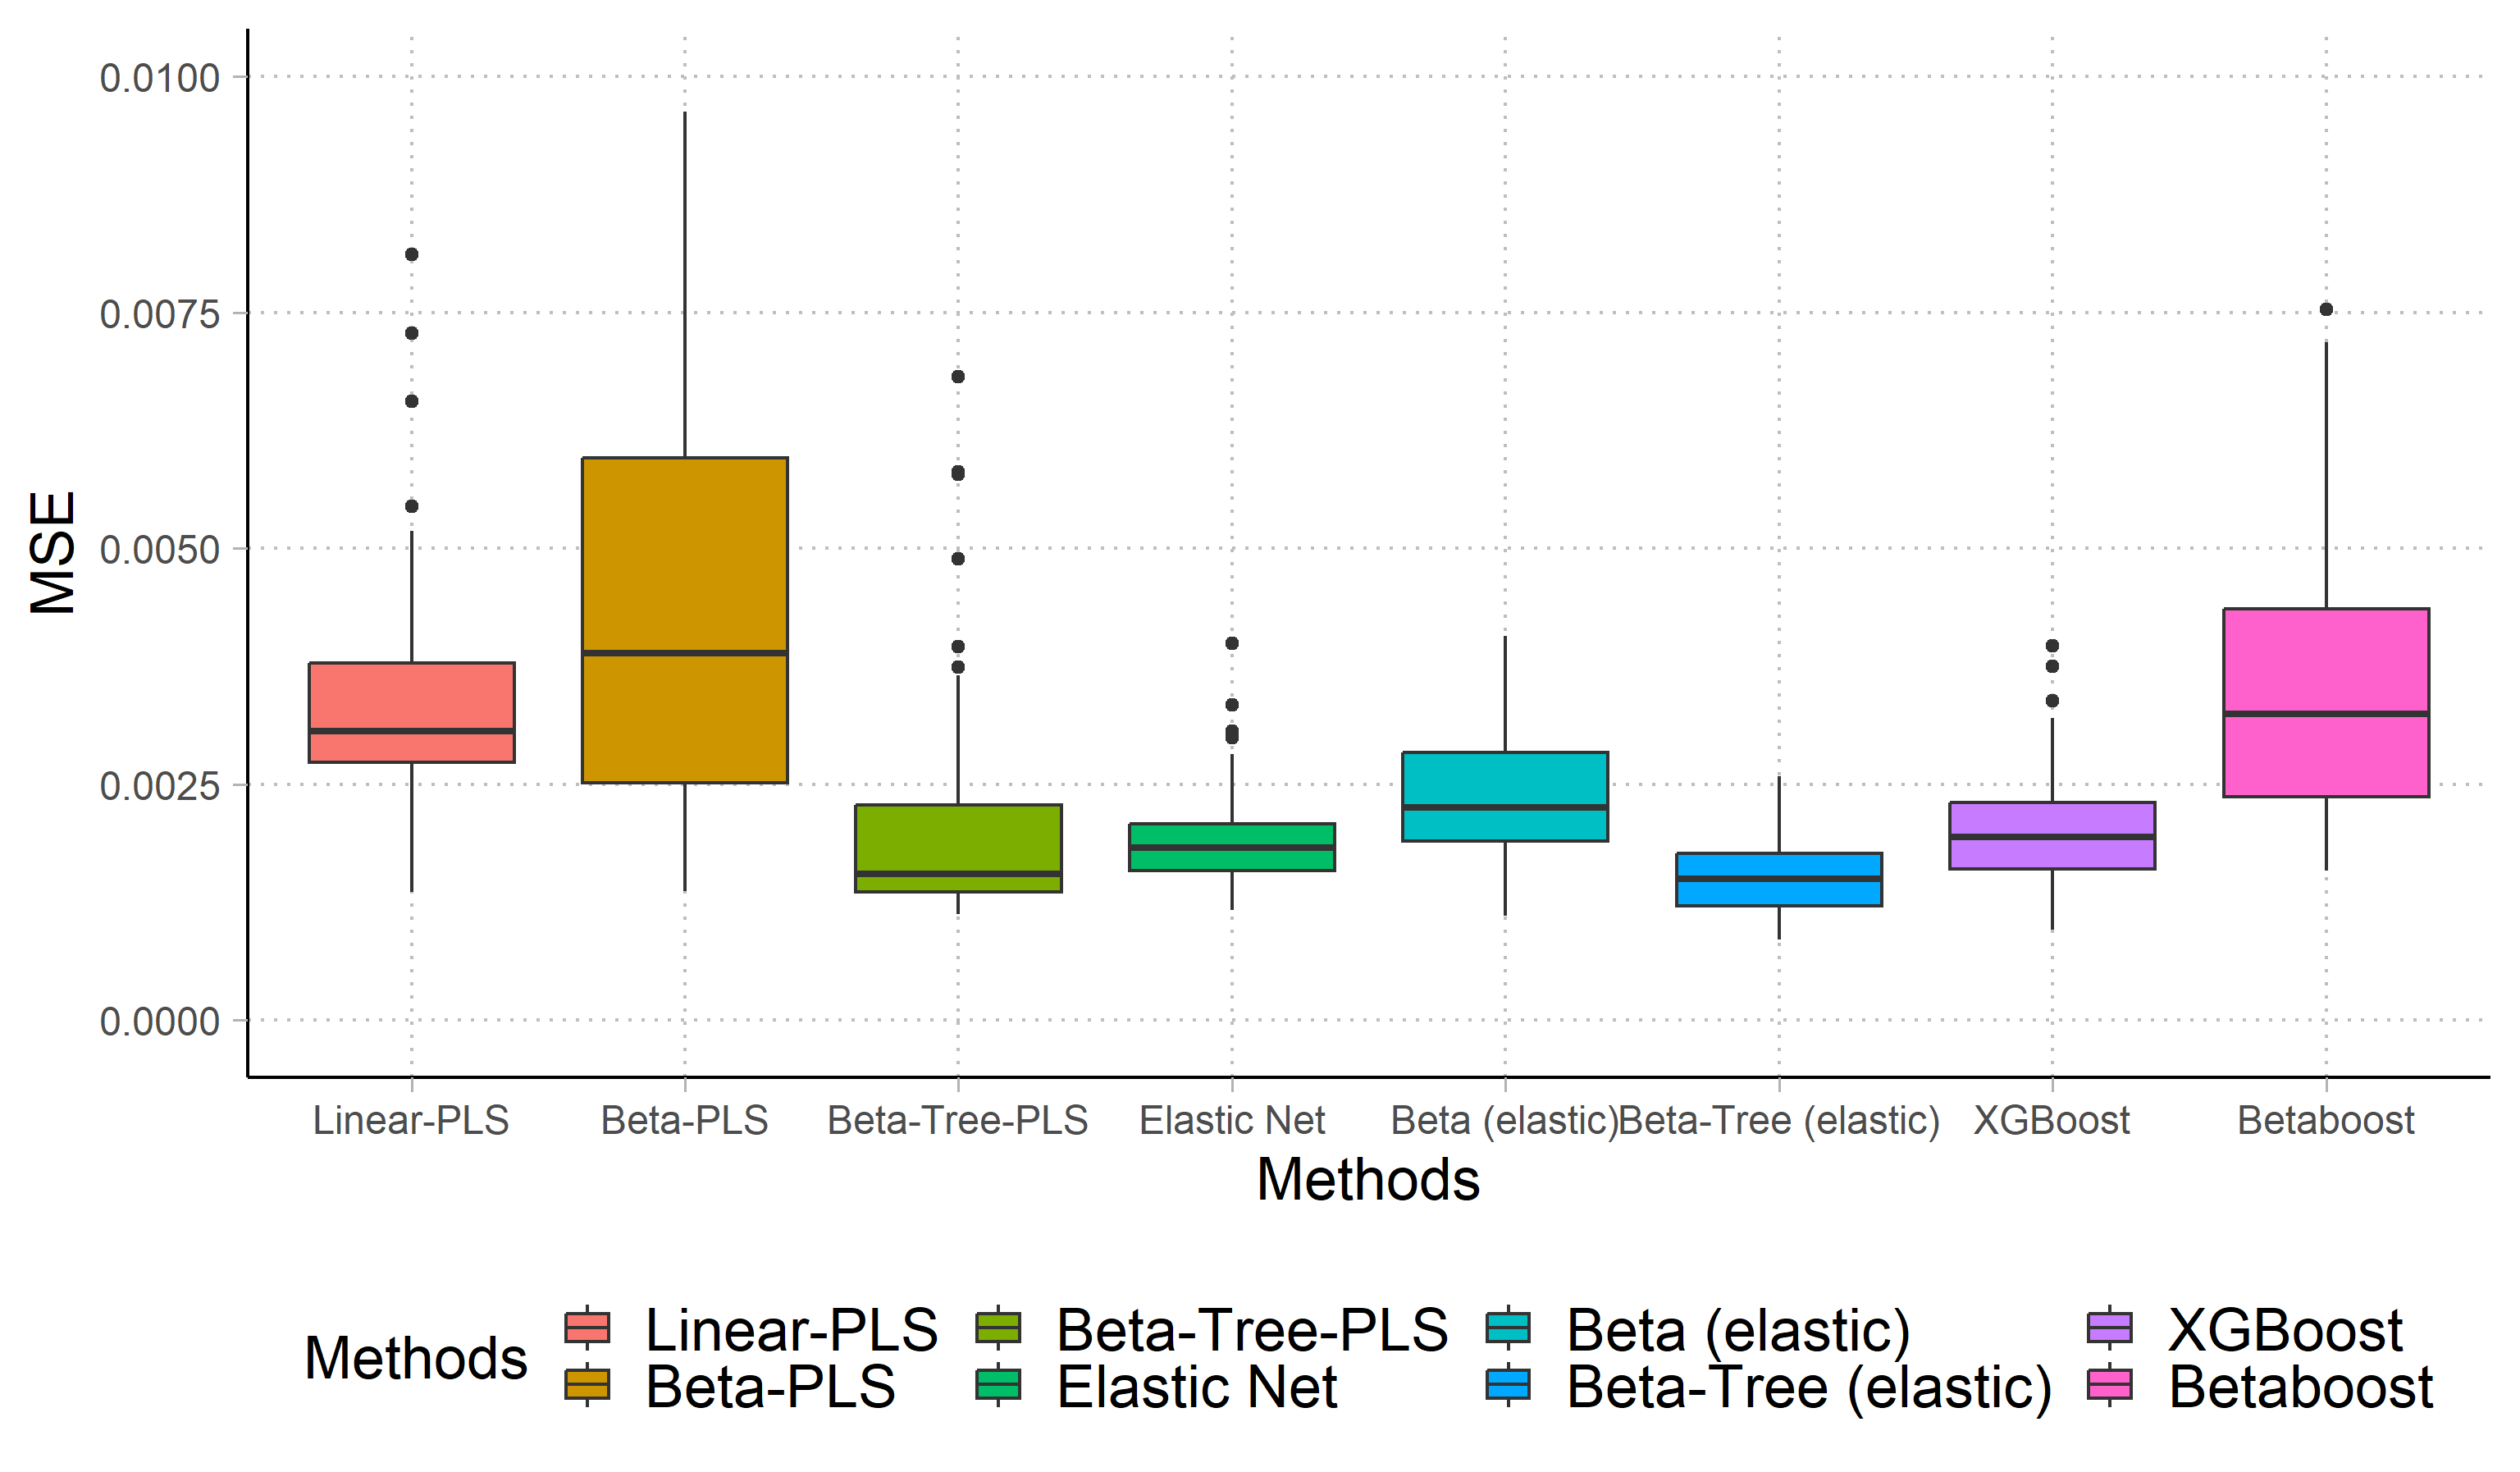 0.0100
0.0075
0.0050
0.0025
0.0000
MSE
Linear-PLS Beta-PLS Beta-Tree-PLS Elastic Net Beta (elastic) Beta-Tree (elastic) XGBoost Betaboost
Methods
Methods
Linear-PLS Beta-Tree-PLS Beta (elastic) XGBoost
Beta-PLS Elastic Net Beta-Tree (elastic) Betaboost